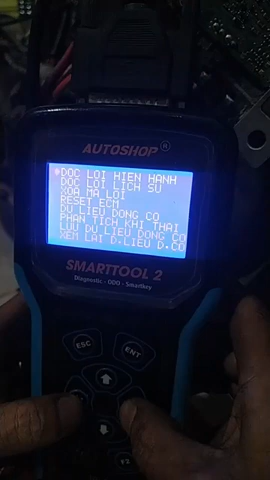 AUTOSHOP ®
DOC LOI HIEN HANH
DOC LOI LICH SU
XOA MA LOI
RESET ECM
DU LIEU DONG CO
PHAN TICH KHI THAI
LUU DU LIEU DONG CO
XEM LAI D.LIEU D.CO
SMARTTOOL 2
Diagnostic - ODO - Smartkey
ESC
ENT
F2